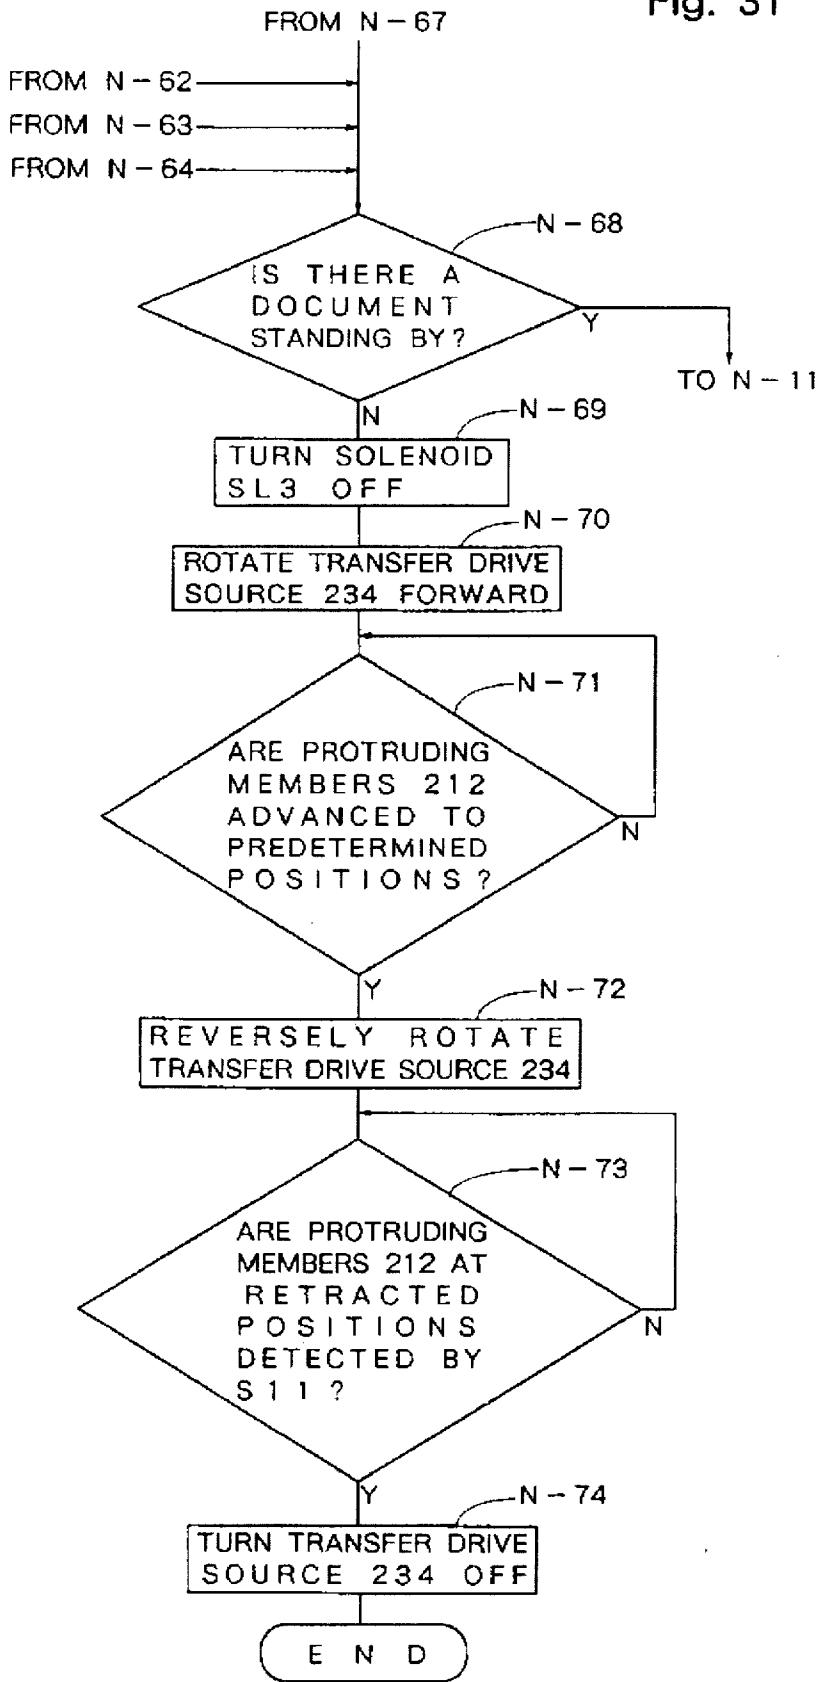 Fig. 31
FROM N-67
FROM N-62
FROM N-63
FROM N-64
N-68
IS THERE A
DOCUMENT
STANDING BY?
Y
TO N-11
N
N-69
TURN SOLENOID
SL3 OFF
N-70
ROTATE TRANSFER DRIVE
SOURCE 234 FORWARD
N-71
ARE PROTRUDING
MEMBERS 212
ADVANCED TO
PREDETERMINED
POSITIONS?
N
Y
N-72
REVERSELY ROTATE
TRANSFER DRIVE SOURCE 234
N-73
ARE PROTRUDING
MEMBERS 212 AT
RETRACTED
POSITIONS
DETECTED BY
S11?
N
Y
N-74
TURN TRANSFER DRIVE
SOURCE 234 OFF
END